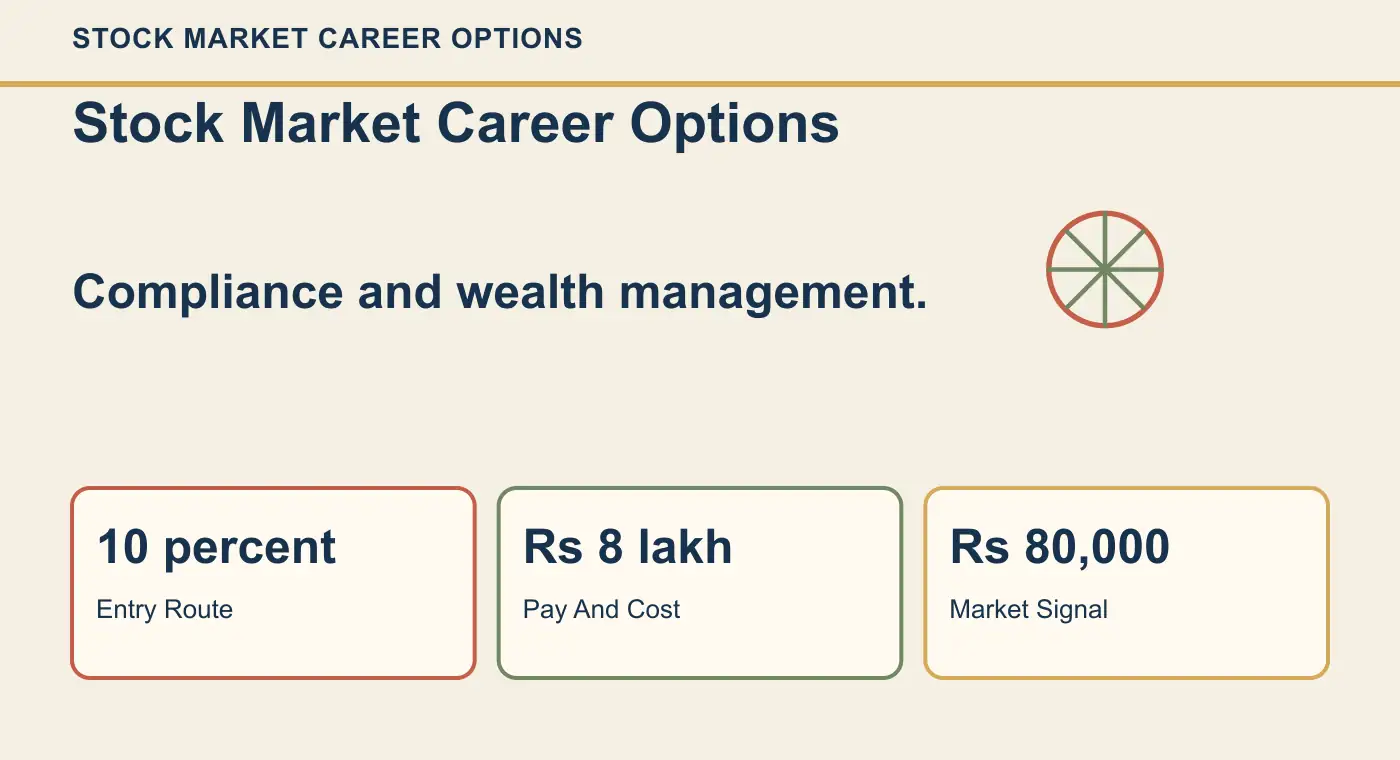 STOCK MARKET CAREER OPTIONS
Stock Market Career Options
Compliance and wealth management.
10 percent
Entry Route
Rs 8 lakh
Pay And Cost
Rs 80,000
Market Signal